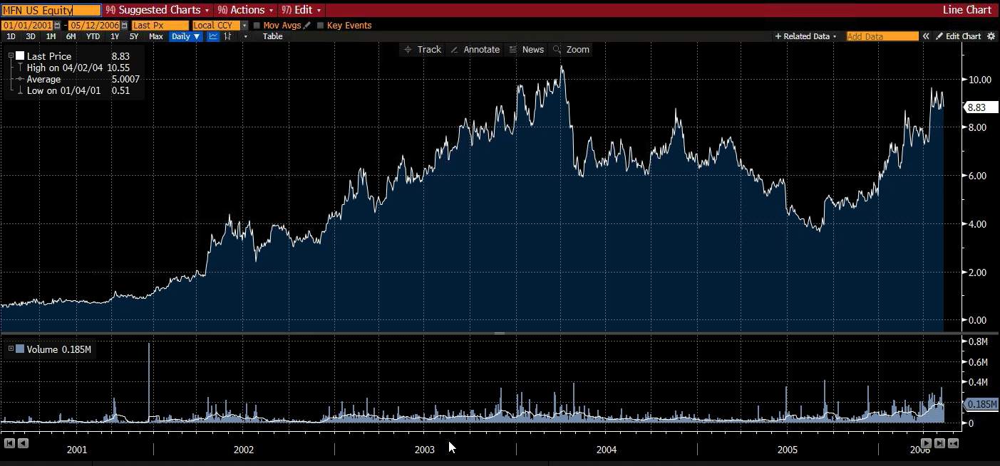 MFN US Equity 94) Suggested Charts 96) Actions 97) Edit Line Chart
01/01/2001 - 05/12/2006 Last Px Local CCY Mov Avgs Key Events
1D 3D 1M 6M YTD 1Y 5Y Max Daily ▼ Table + Related Data Add Data « Edit Chart
Track Annotate News Zoom
Last Price 8.83
High on 04/02/04 10.55
Average 5.0007
Low on 01/04/01 0.51
10.00
8.83
8.00
6.00
4.00
2.00
0.00
Volume 0.185M
0.8M
0.6M
0.4M
0.185M
0
2001 2002 2003 2004 2005 2006